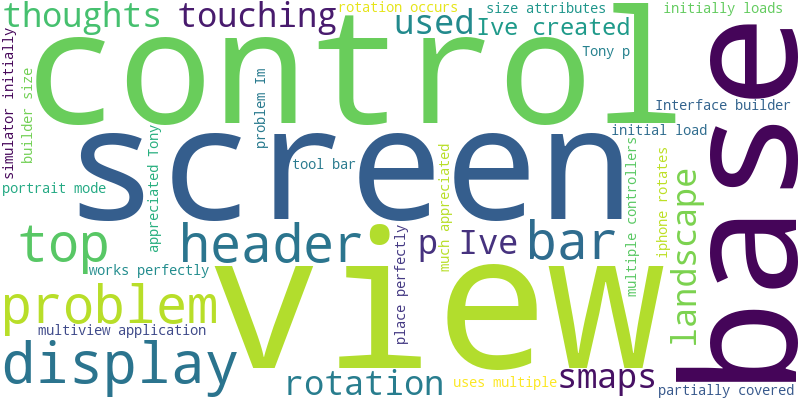 thoughts
touching
rotation occurs
used
size attributes
Ive created
initially loads
Tony p
control
simulator initially
builder size
problem Im
Interface builder
base
screen
initial load
tool bar
portrait mode
appreciated Tony
much appreciated
multiple controllers
iphone rotates
landscape
top
header
p
Ive
bar
works perfectly
place perfectly
view
problem
multiview application
display
rotation
uses multiple
smaps
partially covered